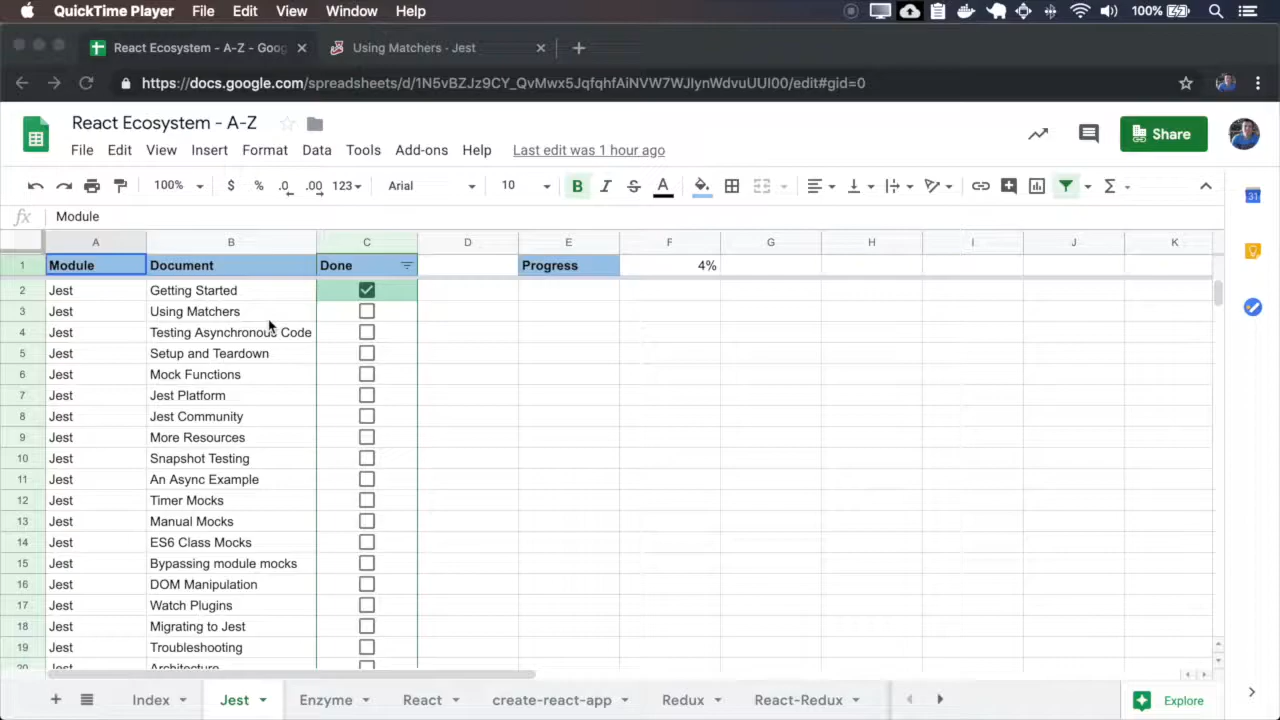 QuickTime Player File Edit View Window Help 100%
React Ecosystem - A-Z - Goog Using Matchers · Jest
https://docs.google.com/spreadsheets/d/1N5vBZJz9CY_QvMwx5JqfqhfAiNVW7WJIynWdvuUUI00/edit#gid=0
React Ecosystem - A-Z
File Edit View Insert Format Data Tools Add-ons Help Last edit was 1 hour ago
Share
100% $ % .0 .00 123 Arial 10 B I S A Σ
31
fx Module
A B C D E F G H I J K
1 Module Document Done Progress 4%
2 Jest Getting Started
3 Jest Using Matchers
4 Jest Testing Asynchronous Code
5 Jest Setup and Teardown
6 Jest Mock Functions
7 Jest Jest Platform
8 Jest Jest Community
9 Jest More Resources
10 Jest Snapshot Testing
11 Jest An Async Example
12 Jest Timer Mocks
13 Jest Manual Mocks
14 Jest ES6 Class Mocks
15 Jest Bypassing module mocks
16 Jest DOM Manipulation
17 Jest Watch Plugins
18 Jest Migrating to Jest
19 Jest Troubleshooting
20 Jest Architecture
Index Jest Enzyme React create-react-app Redux React-Redux Explore